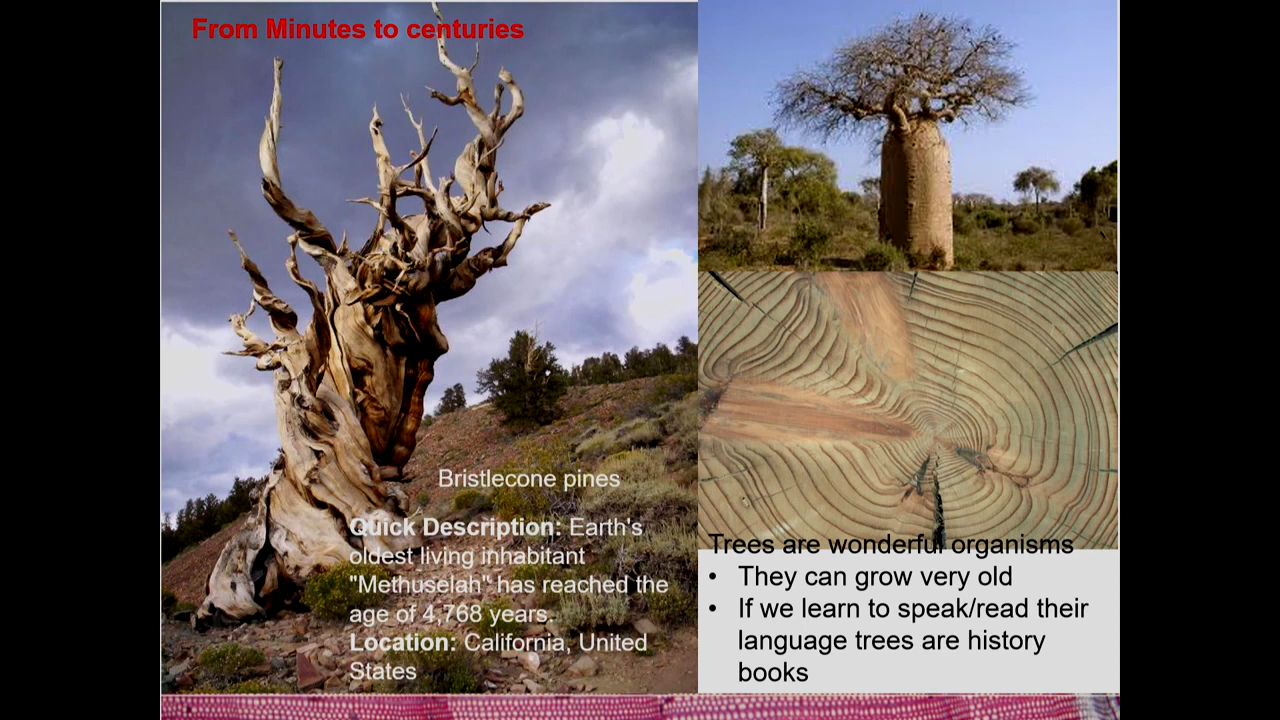 From Minutes to centuries
Bristlecone pines
Quick Description: Earth's
oldest living inhabitant
"Methuselah" has reached the
age of 4,768 years.
Location: California, United
States
Trees are wonderful organisms
• They can grow very old
• If we learn to speak/read their
language trees are history
books